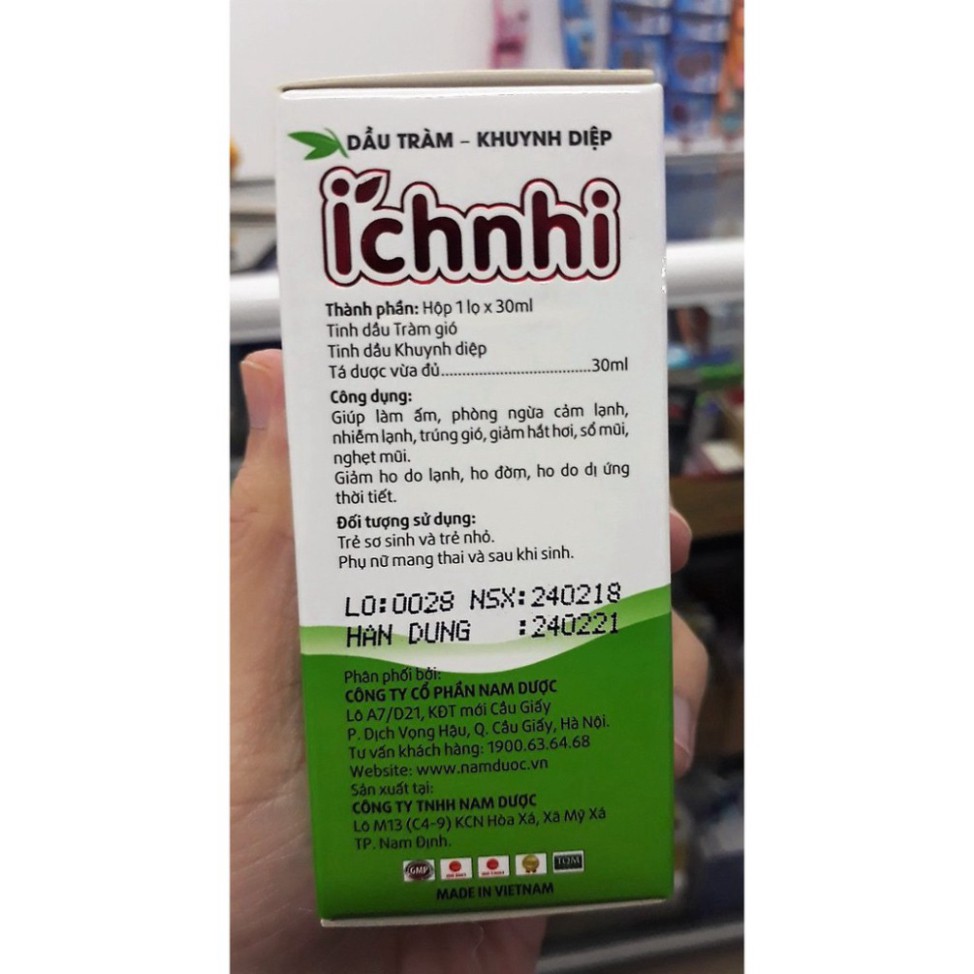 DẦU TRÀM – KHUYNH DIỆP
ichnhi
Thành phần: Hộp 1 lọ x 30ml
Tinh dầu Tràm gió
Tinh dầu Khuynh diệp
Tá dược vừa đủ....................................30ml
Công dụng:
Giúp làm ấm, phòng ngừa cảm lạnh,
nhiễm lạnh, trúng gió, giảm hắt hơi, sổ mũi,
nghẹt mũi.
Giảm ho do lạnh, ho đờm, ho do dị ứng
thời tiết.
Đối tượng sử dụng:
Trẻ sơ sinh và trẻ nhỏ.
Phụ nữ mang thai và sau khi sinh.
LO:0028 NSX:240218
HAN DUNG :240221
Phân phối bởi:
CÔNG TY CỔ PHẦN NAM DƯỢC
Lô A7/D21, KĐT mới Cầu Giấy
P. Dịch Vọng Hậu, Q. Cầu Giấy, Hà Nội.
Tư vấn khách hàng: 1900.63.64.68
Website: www.namduoc.vn
Sản xuất tại:
CÔNG TY TNHH NAM DƯỢC
Lô M13 (C4-9) KCN Hòa Xá, Xã Mỹ Xá
TP. Nam Định.
GMP
TQM
MADE IN VIETNAM